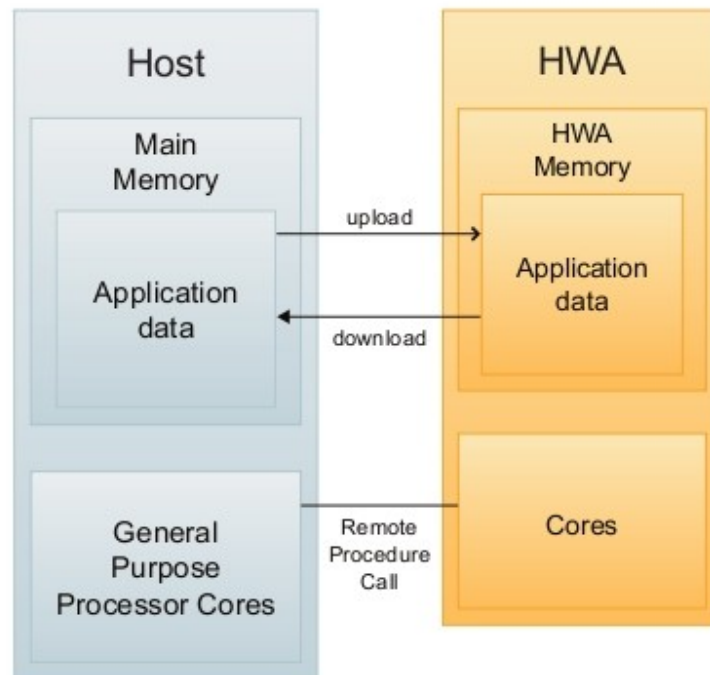 Host
Main
Memory
Application
data
General
Purpose
Processor Cores
upload
download
Remote
Procedure
Call
HWA
HWA
Memory
Application
data
Cores